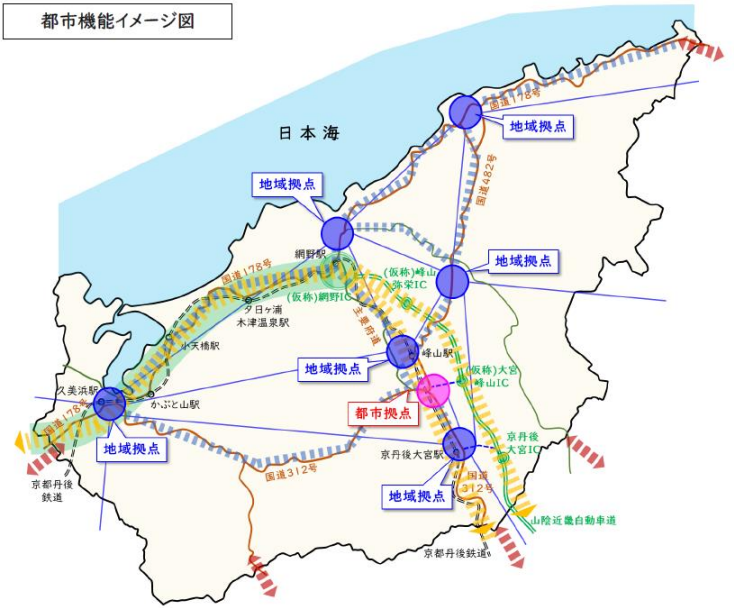 都市機能イメージ図
日本海
国道178号
地域拠点
国道482号
地域拠点
網野駅
地域拠点
国道178号
(仮称)網野IC
(仮称)峰山
弥栄IC
夕日ヶ浦
木津温泉駅
主要府道
小天橋駅
峰山駅
地域拠点
(仮称)大宮
峰山IC
久美浜駅
かぶと山駅
都市拠点
国道178号
地域拠点
京丹後
大宮IC
京丹後大宮駅
国道312号
京都丹後
鉄道
国道
312号
地域拠点
山陰近畿自動車道
京都丹後鉄道